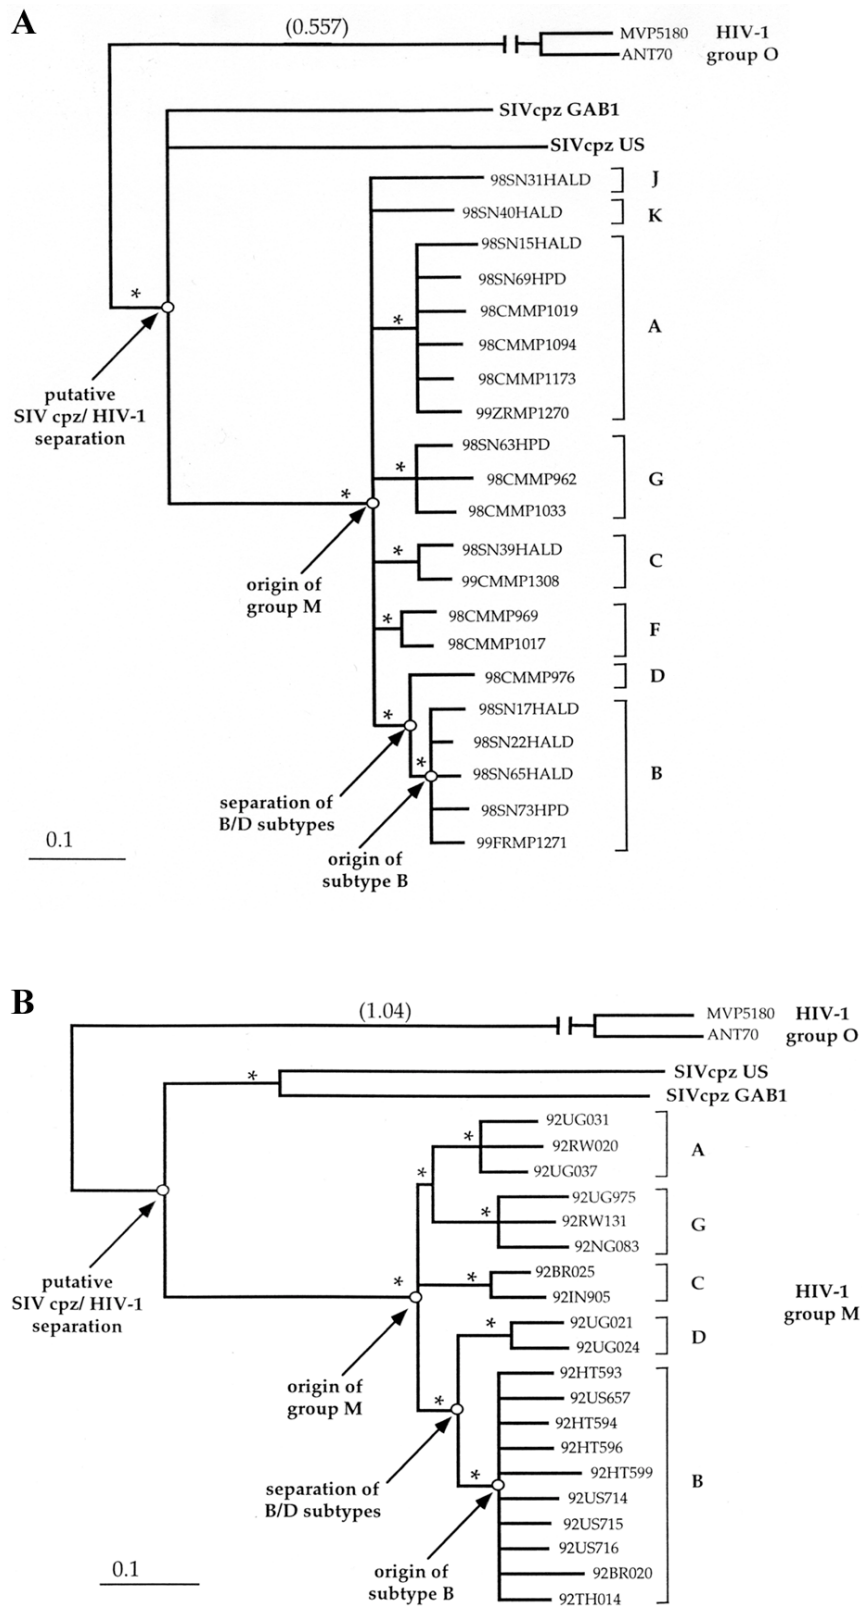 A
(0.557)
MVP5180
ANT70
HIV-1
group O
SIVcpz GAB1
SIVcpz US
98SN31HALD
J
98SN40HALD
K
98SN15HALD
98SN69HPD
98CMMP1019
A
98CMMP1094
98CMMP1173
99ZRMP1270
*
*
putative
SIV cpz/ HIV-1
separation
98SN63HPD
98CMMP962
G
98CMMP1033
*
*
origin of
group M
98SN39HALD
C
99CMMP1308
*
98CMMP969
F
98CMMP1017
*
98CMMP976
D
98SN17HALD
98SN22HALD
98SN65HALD
B
98SN73HPD
99FRMP1271
*
*
separation of
B/D subtypes
origin of
subtype B
0.1
B
(1.04)
MVP5180
ANT70
HIV-1
group O
*
SIVcpz US
SIVcpz GAB1
92UG031
92RW020
A
92UG037
*
*
92UG975
92RW131
G
92NG083
*
92BR025
C
92IN905
*
*
HIV-1
group M
putative
SIV cpz/ HIV-1
separation
92UG021
D
92UG024
*
origin of
group M
92HT593
92US657
92HT594
92HT596
92HT599
B
92US714
92US715
92US716
92BR020
92TH014
*
*
separation of
B/D subtypes
origin of
subtype B
0.1